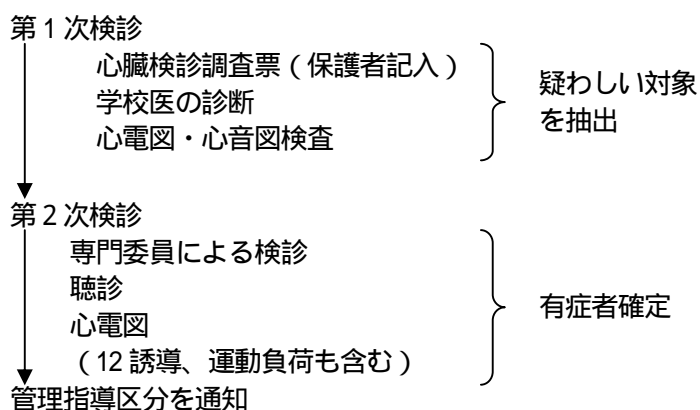 第1次検診
心臓検診調査票(保護者記入)
学校医の診断
心電図・心音図検査
疑わしい対象
を抽出
第2次検診
専門委員による検診
聴診
心電図
(12誘導、運動負荷も含む)
有症者確定
管理指導区分を通知